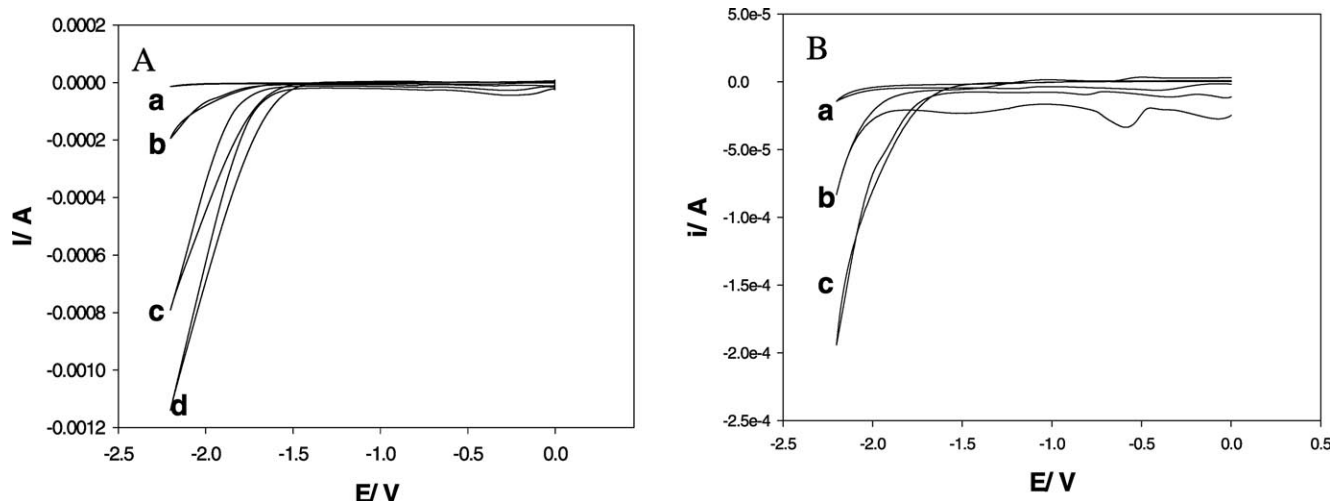 A
0.0002
0.0000
-0.0002
-0.0004
-0.0006
-0.0008
-0.0010
-0.0012
I/ A
a
b
c
d
-2.5 -2.0 -1.5 -1.0 -0.5 0.0
E/ V
B
5.0e-5
0.0
-5.0e-5
-1.0e-4
-1.5e-4
-2.0e-4
-2.5e-4
i/ A
a
b
c
-2.5 -2.0 -1.5 -1.0 -0.5 0.0 0.5
E/ V